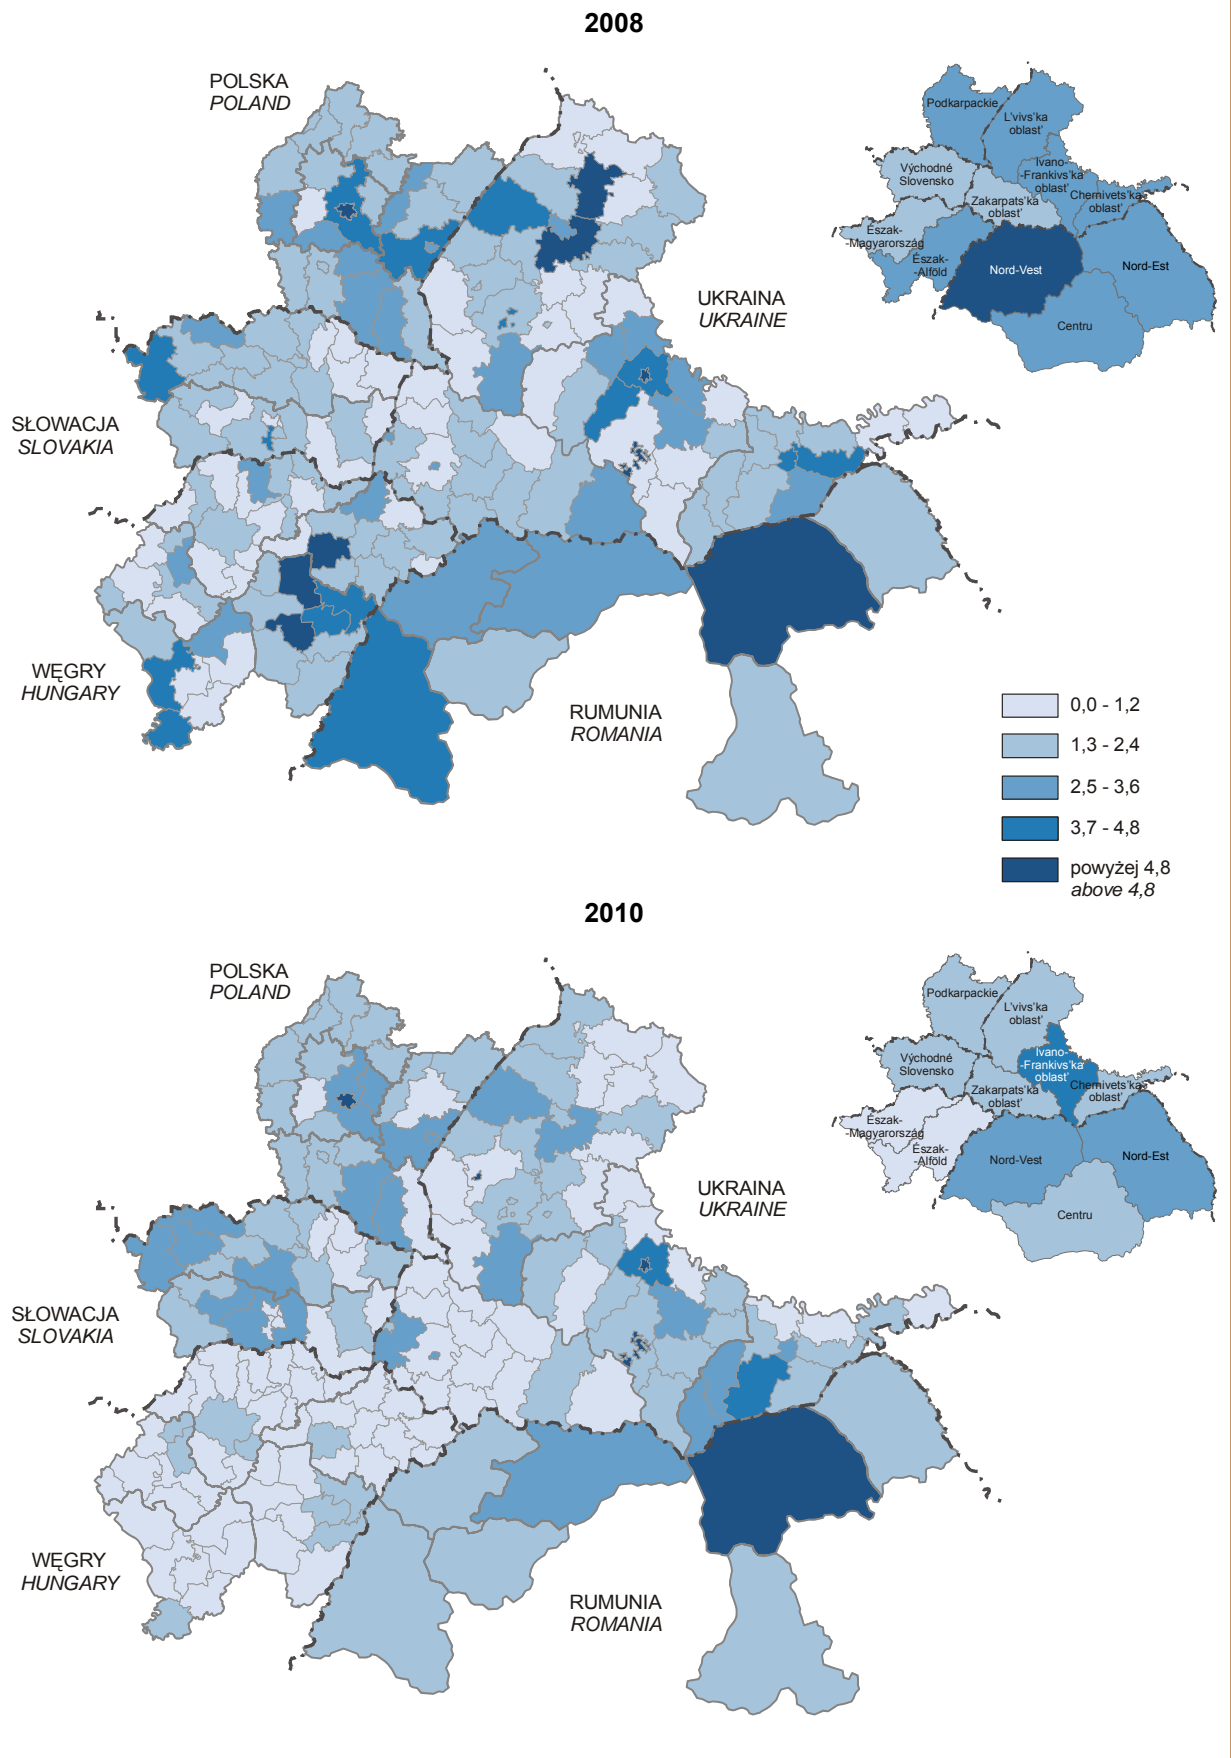 2008
POLSKA
POLAND
Podkarpackie
L'vivs'ka
oblast'
Východné
Slovensko
Ivano-
-Frankivs'ka
oblast'
Zakarpats'ka
oblast'
Chernivets'ka
oblast'
Észak-
-Magyarország
Észak-
-Alföld
Nord-Vest
Nord-Est
Centru
UKRAINA
UKRAINE
SŁOWACJA
SLOVAKIA
WĘGRY
HUNGARY
RUMUNIA
ROMANIA
0,0 - 1,2
1,3 - 2,4
2,5 - 3,6
3,7 - 4,8
powyżej 4,8
above 4,8
2010
POLSKA
POLAND
Podkarpackie
L'vivs'ka
oblast'
Východné
Slovensko
Ivano-
-Frankivs'ka
oblast'
Zakarpats'ka
oblast'
Chernivets'ka
oblast'
Észak-
-Magyarország
Észak-
-Alföld
Nord-Vest
Nord-Est
Centru
UKRAINA
UKRAINE
SŁOWACJA
SLOVAKIA
WĘGRY
HUNGARY
RUMUNIA
ROMANIA